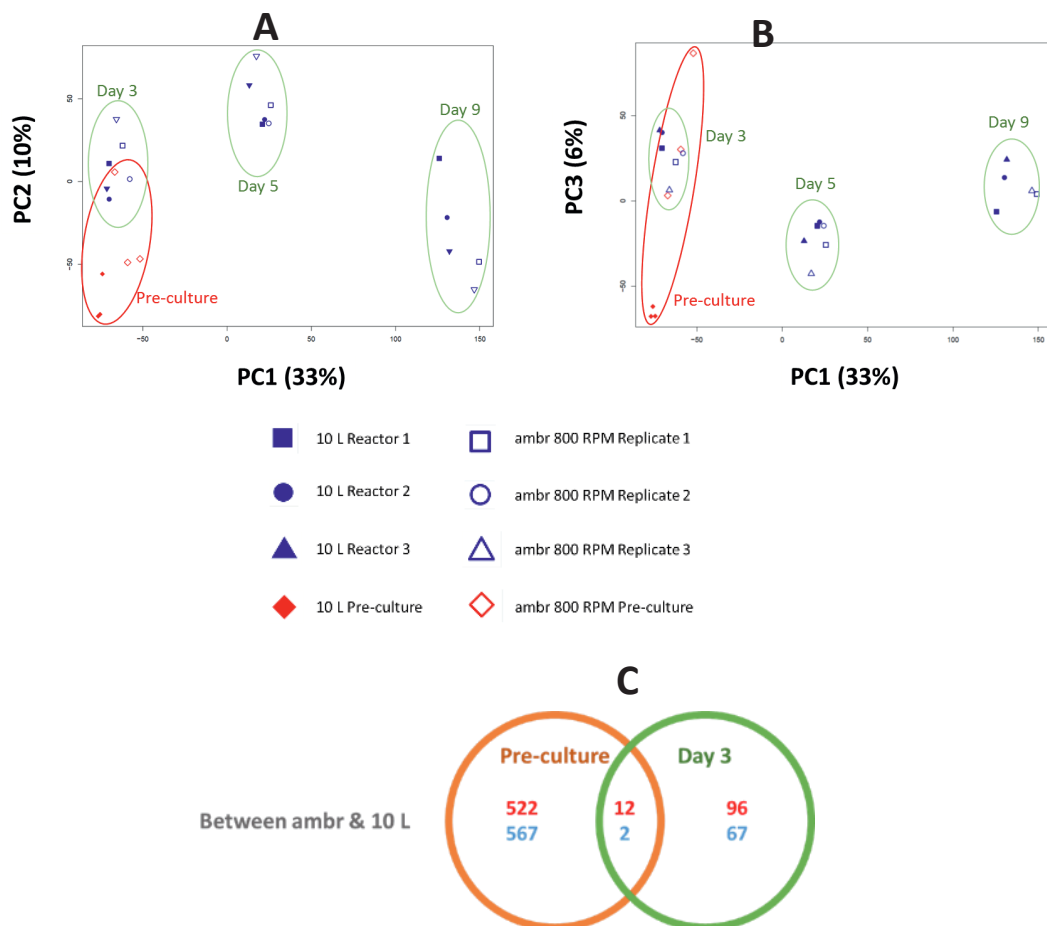 A
B
PC2 (10%)
50
0
−50
Day 3
Day 5
Day 9
Pre-culture
−50
0
50
100
150
PC1 (33%)
PC3 (6%)
50
0
−50
Day 3
Day 5
Day 9
Pre-culture
−50
0
50
100
150
PC1 (33%)
10 L Reactor 1
ambr 800 RPM Replicate 1
10 L Reactor 2
ambr 800 RPM Replicate 2
10 L Reactor 3
ambr 800 RPM Replicate 3
10 L Pre-culture
ambr 800 RPM Pre-culture
C
Pre-culture
Day 3
522
12
96
Between ambr & 10 L
567
2
67